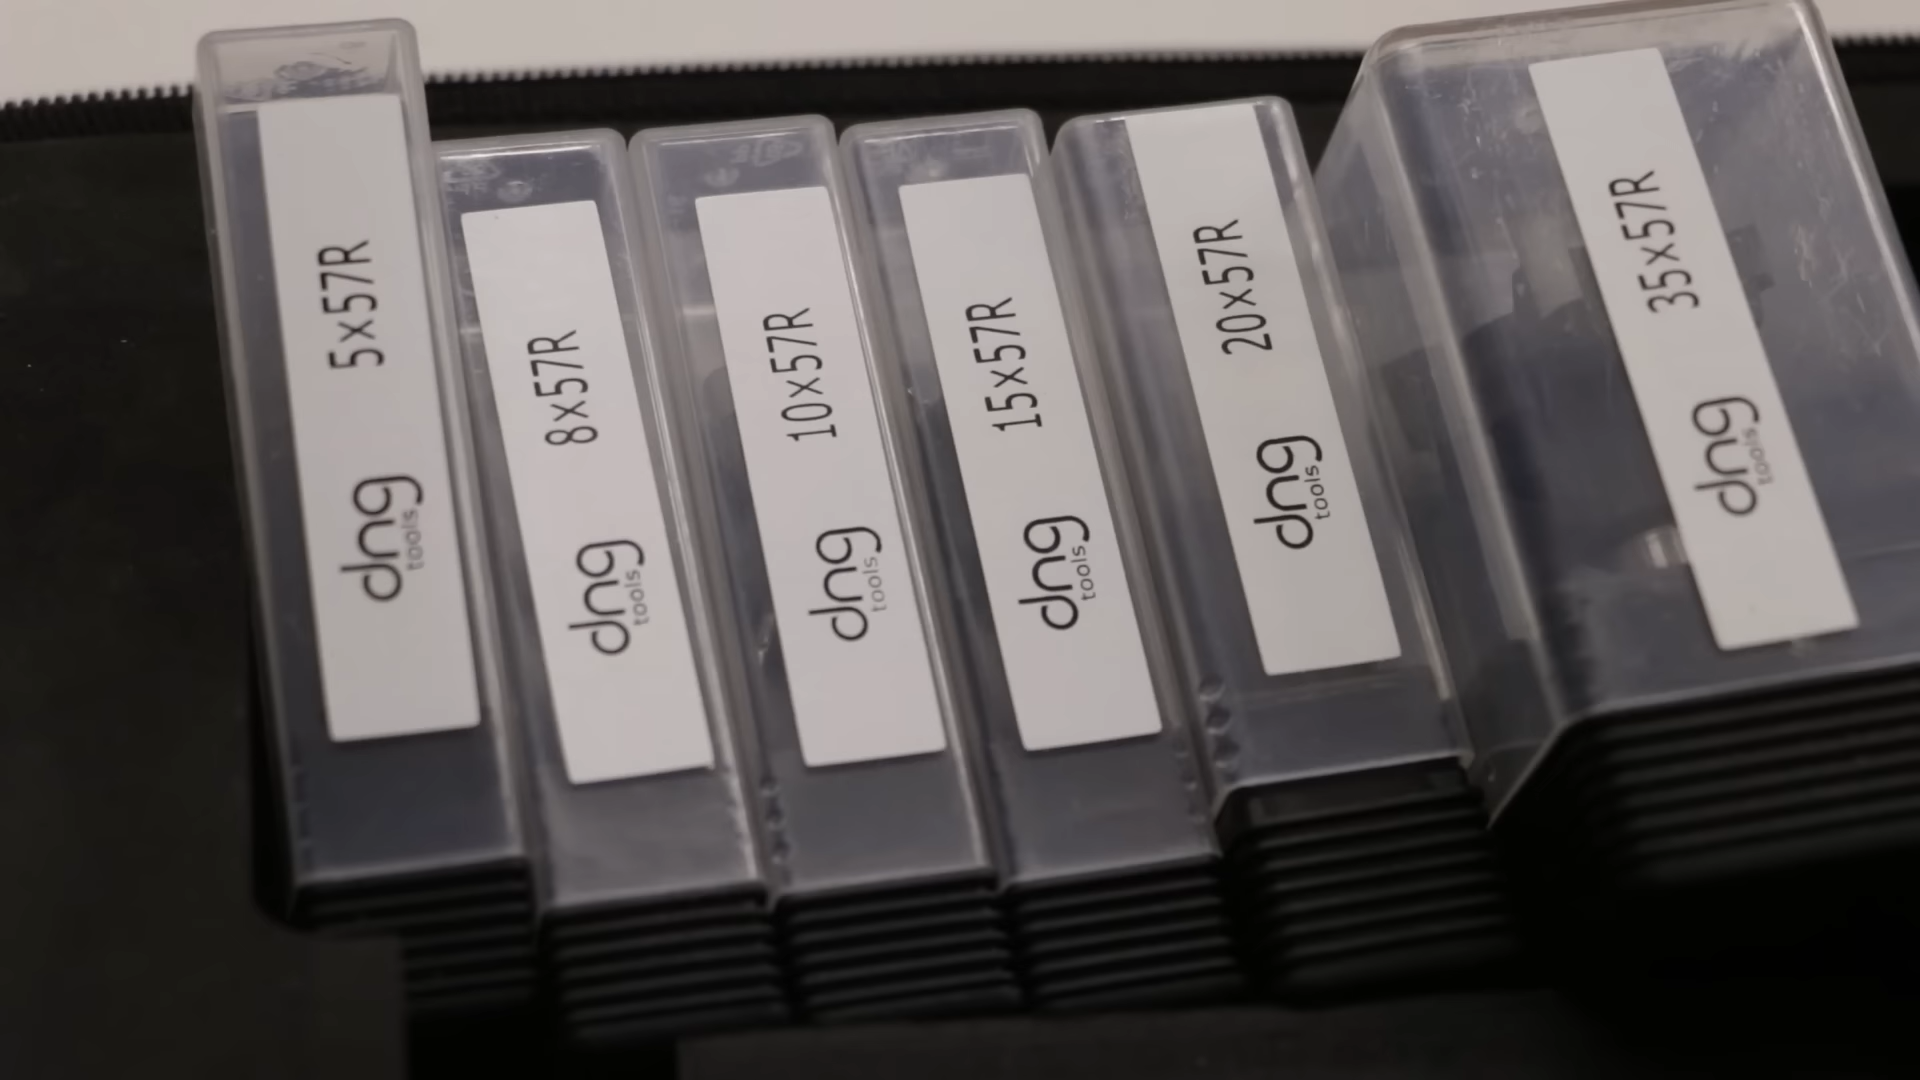 5x57R
dng
tools
8x57R
dng
tools
10x57R
dng
tools
15x57R
dng
tools
20x57R
dng
tools
35x57R
dng
tools